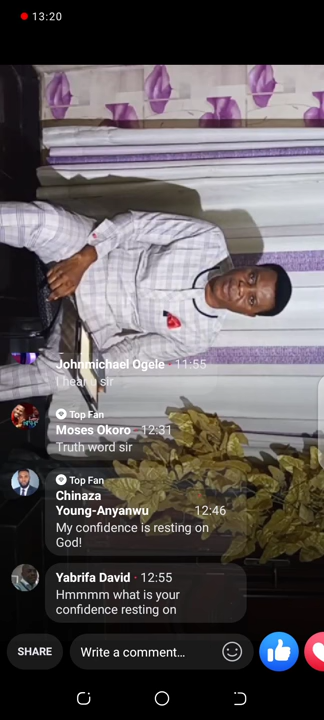 13:20
Johnmichael Ogele · 11:55
I hear u sir
Top Fan
Moses Okoro · 12:31
Truth word sir
Top Fan
Chinaza
Young-Anyanwu 12:46
My confidence is resting on
God!
Yabrifa David · 12:55
Hmmmm what is your
confidence resting on
SHARE
Write a comment...